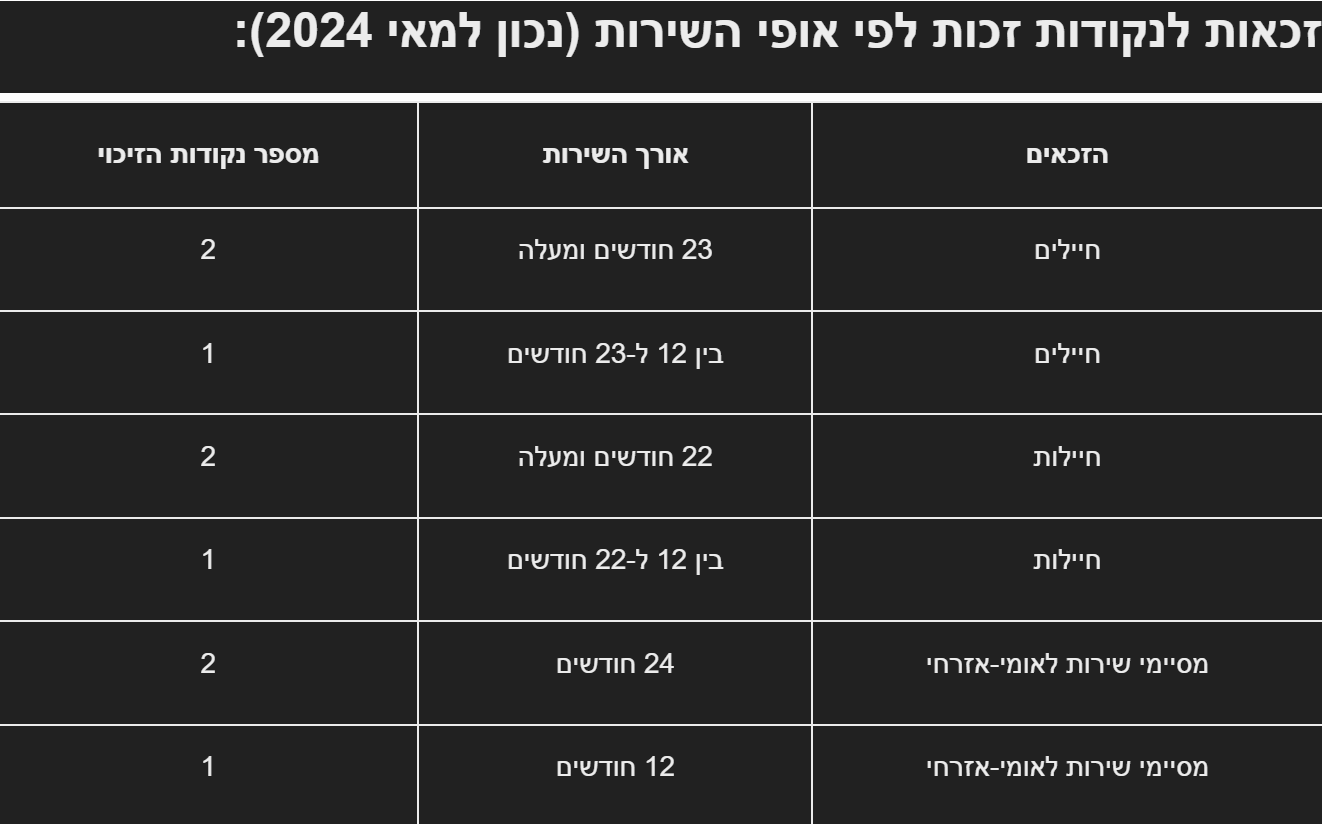 זכאות לנקודות זכות לפי אופי השירות (נכון למאי 2024):
הזכאים אורך השירות מספר נקודות הזיכוי
חיילים 23 חודשים ומעלה 2
חיילים בין 12 ל-23 חודשים 1
חיילות 22 חודשים ומעלה 2
חיילות בין 12 ל-22 חודשים 1
מסיימי שירות לאומי-אזרחי 24 חודשים 2
מסיימי שירות לאומי-אזרחי 12 חודשים 1